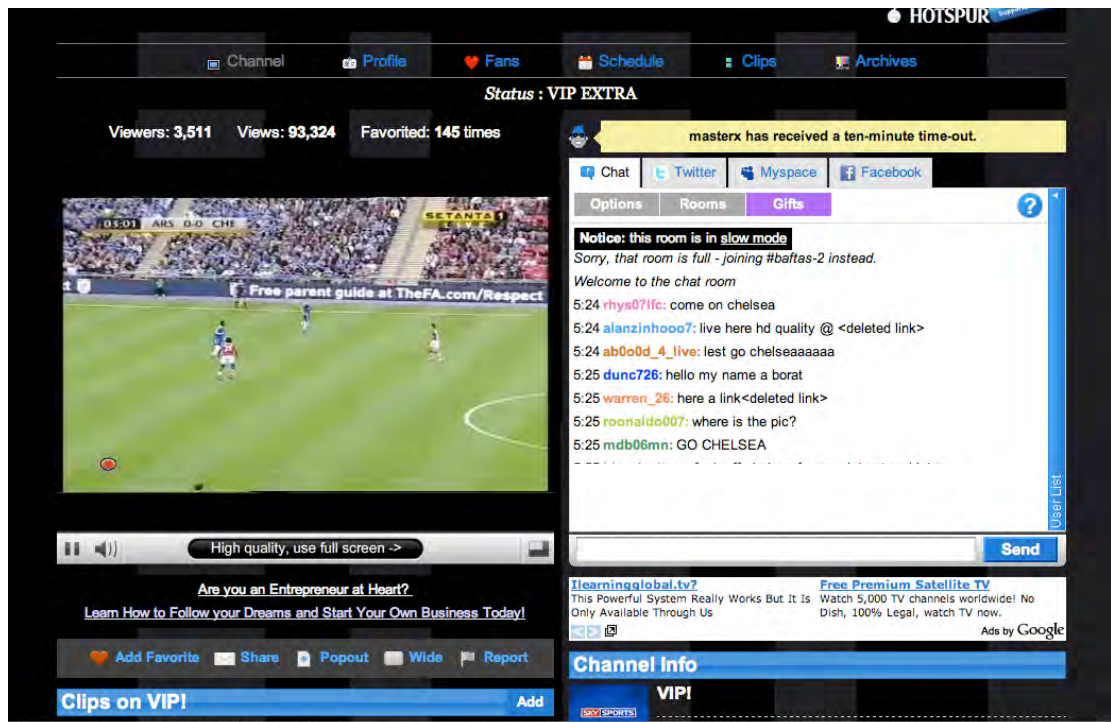 HOTSPUR
Channel Profile Fans Schedule Clips Archives
Status : VIP EXTRA
Viewers: 3,511 Views: 93,324 Favorited: 145 times
masterx has received a ten-minute time-out.
Chat Twitter Myspace Facebook
Options Rooms Gifts
?
03:01 ARS 0-0 CHE
SETANTA 1
Free parent guide at TheFA.com/Respect
Notice: this room is in slow mode
Sorry, that room is full - joining #baftas-2 instead.
Welcome to the chat room
5:24 rhys07lfc: come on chelsea
5:24 alanzinhooo7: live here hd quality @ <deleted link>
5:24 ab0o0d_4_live: lest go chelseaaaaaa
5:25 dunc726: hello my name a borat
5:25 warren_26: here a link<deleted link>
5:25 roonaldo007: where is the pic?
5:25 mdb06mn: GO CHELSEA
User List
Send
High quality, use full screen ->
Are you an Entrepreneur at Heart?
Learn How to Follow your Dreams and Start Your Own Business Today!
Ilearningglobal.tv?
This Powerful System Really Works But It Is
Only Available Through Us
Free Premium Satellite TV
Watch 5,000 TV channels worldwide! No
Dish, 100% Legal, watch TV now.
Ads by Google
Add Favorite Share Popout Wide Report
Clips on VIP! Add
Channel Info
VIP!
SKY SPORTS